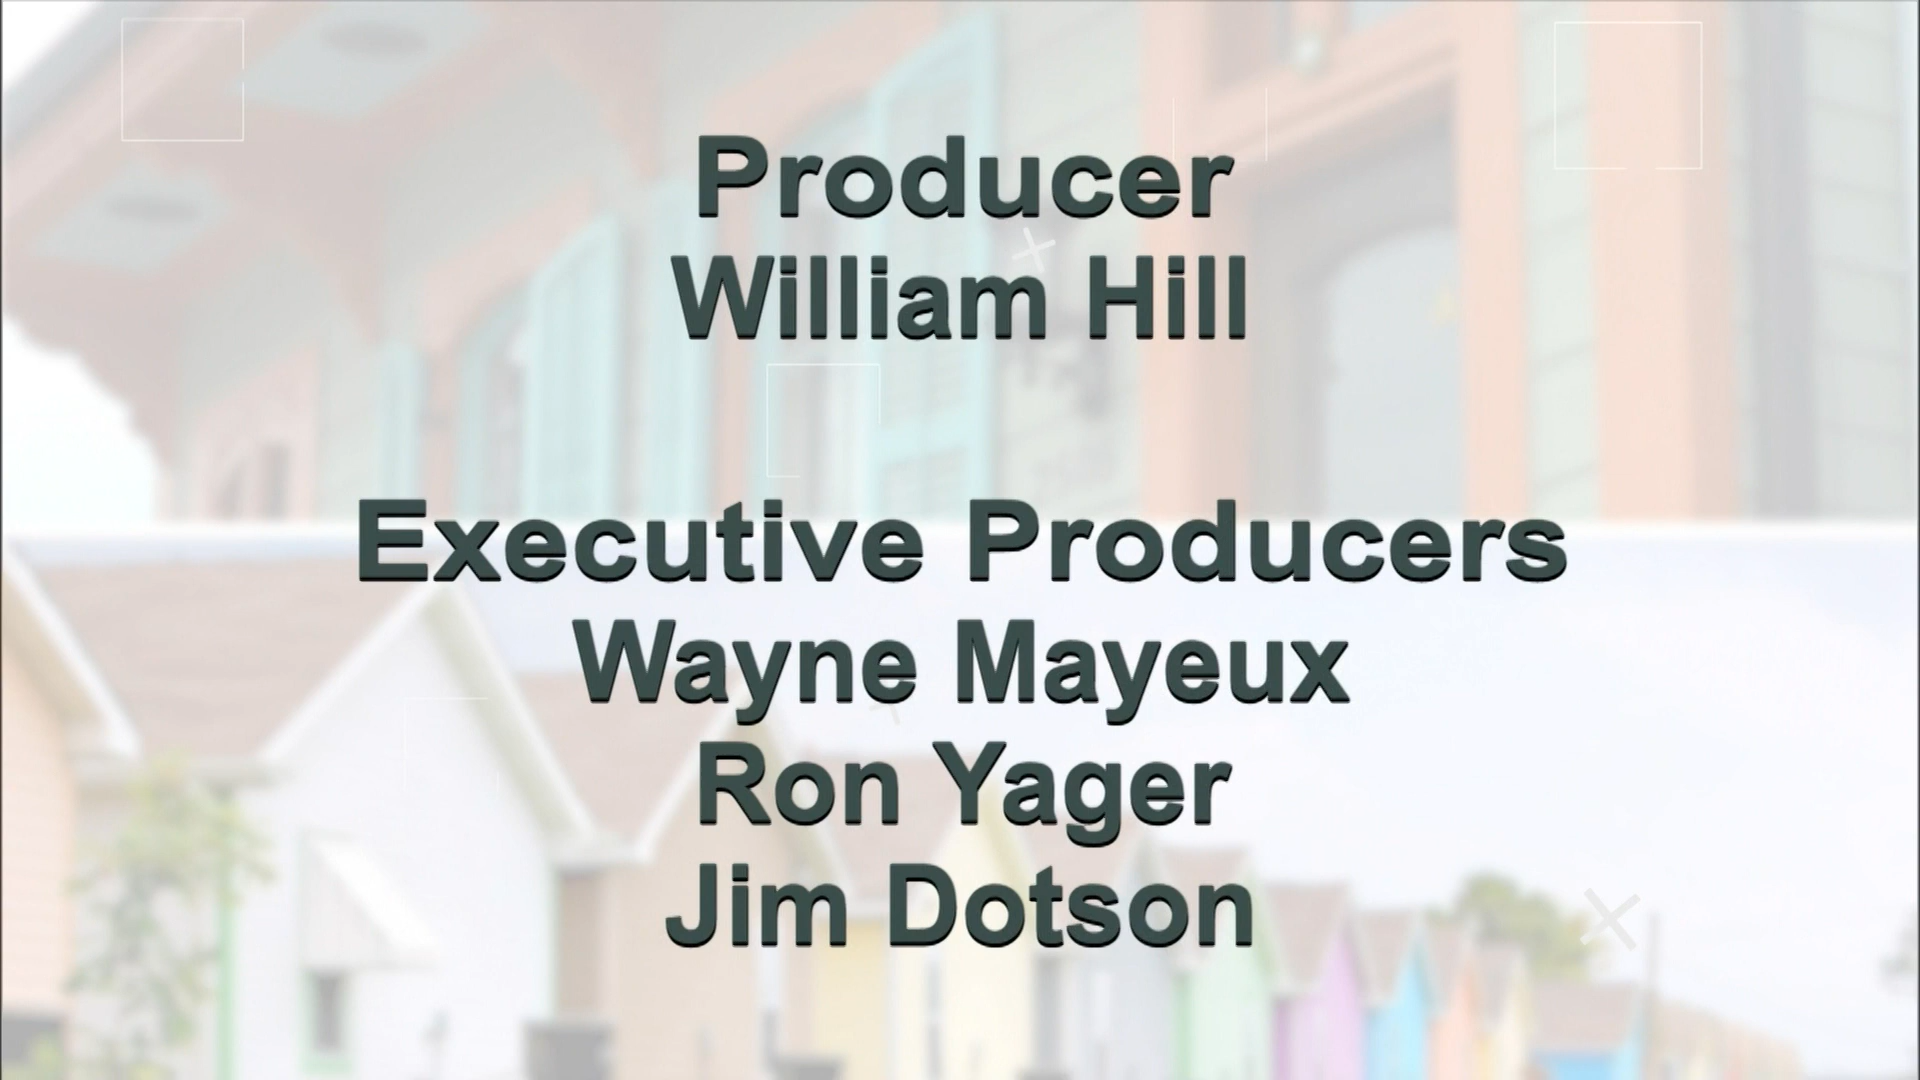 Producer
William Hill
Executive Producers
Wayne Mayeux
Ron Yager
Jim Dotson